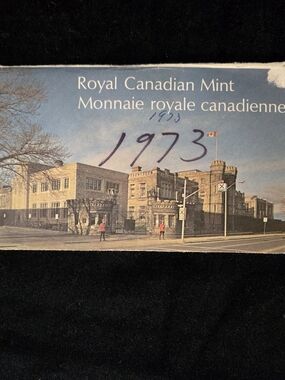 Royal Canadian Mint
Monnaie royale canadienne
1973
1973